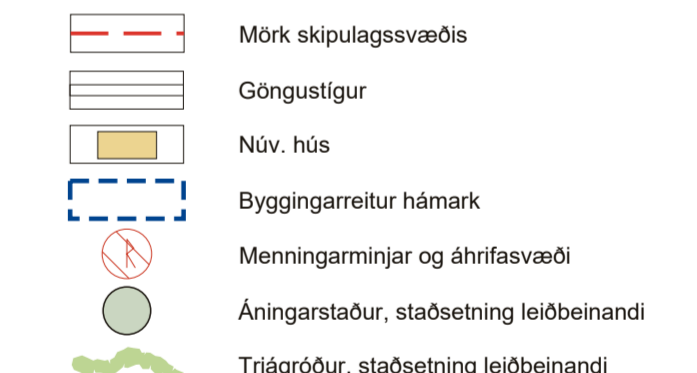 Mörk skipulagssvæðis
Göngustígur
Núv. hús
Byggingarreitur hámark
R
Menningarminjar og áhrifasvæði
Áningarstaður, staðsetning leiðbeinandi
Trjágróður, staðsetning leiðbeinandi